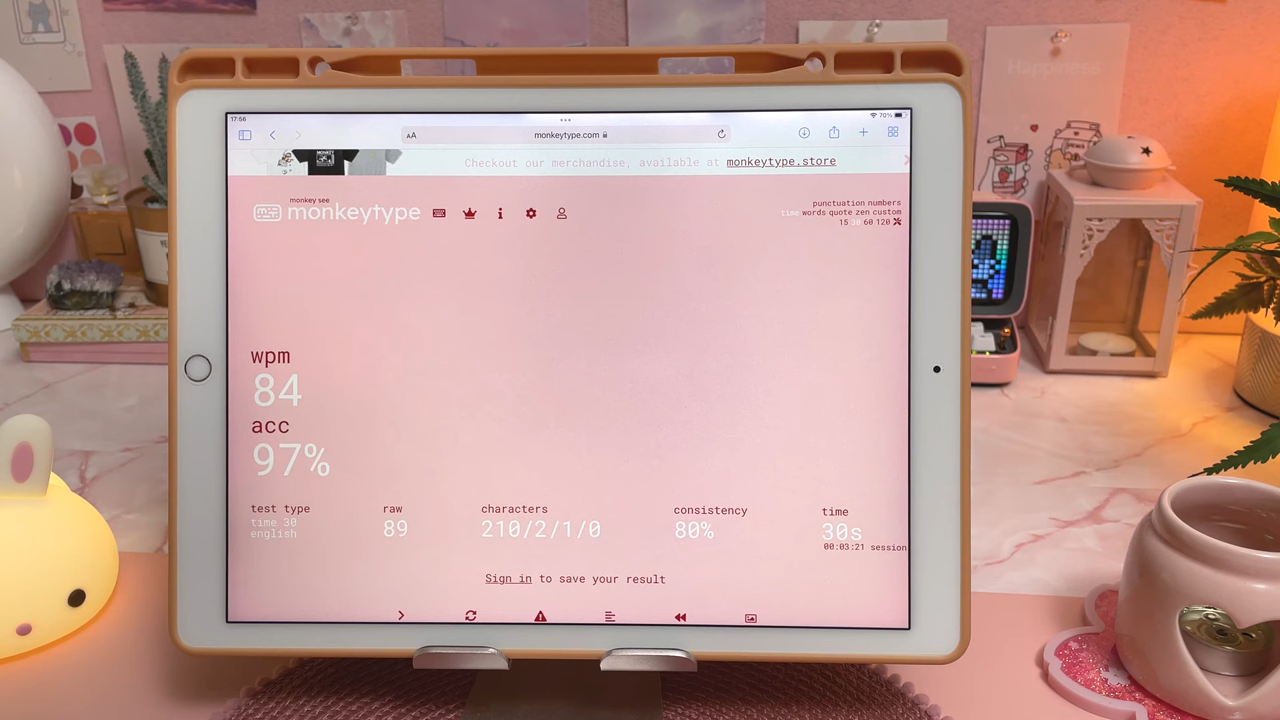 Happiness
17:56
70%
AA
monkeytype.com
Checkout our merchandise, available at monkeytype.store
monkey see
monkeytype
punctuation numbers
time words quote zen custom
15 30 60 120
wpm
84
acc
97%
test type
time 30
english
raw
89
characters
210/2/1/0
consistency
80%
time
30s
00:03:21 session
Sign in to save your result